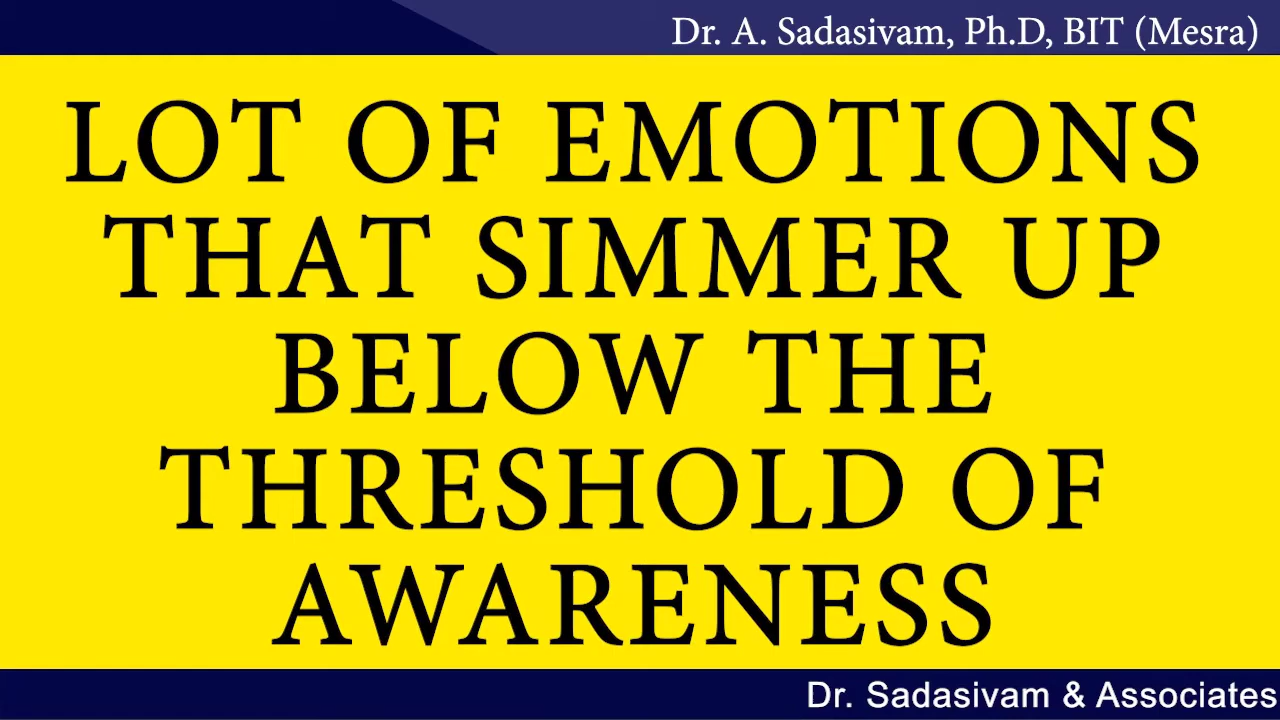 Dr. A. Sadasivam, Ph.D, BIT (Mesra)
LOT OF EMOTIONS
THAT SIMMER UP
BELOW THE
THRESHOLD OF
AWARENESS
Dr. Sadasivam & Associates